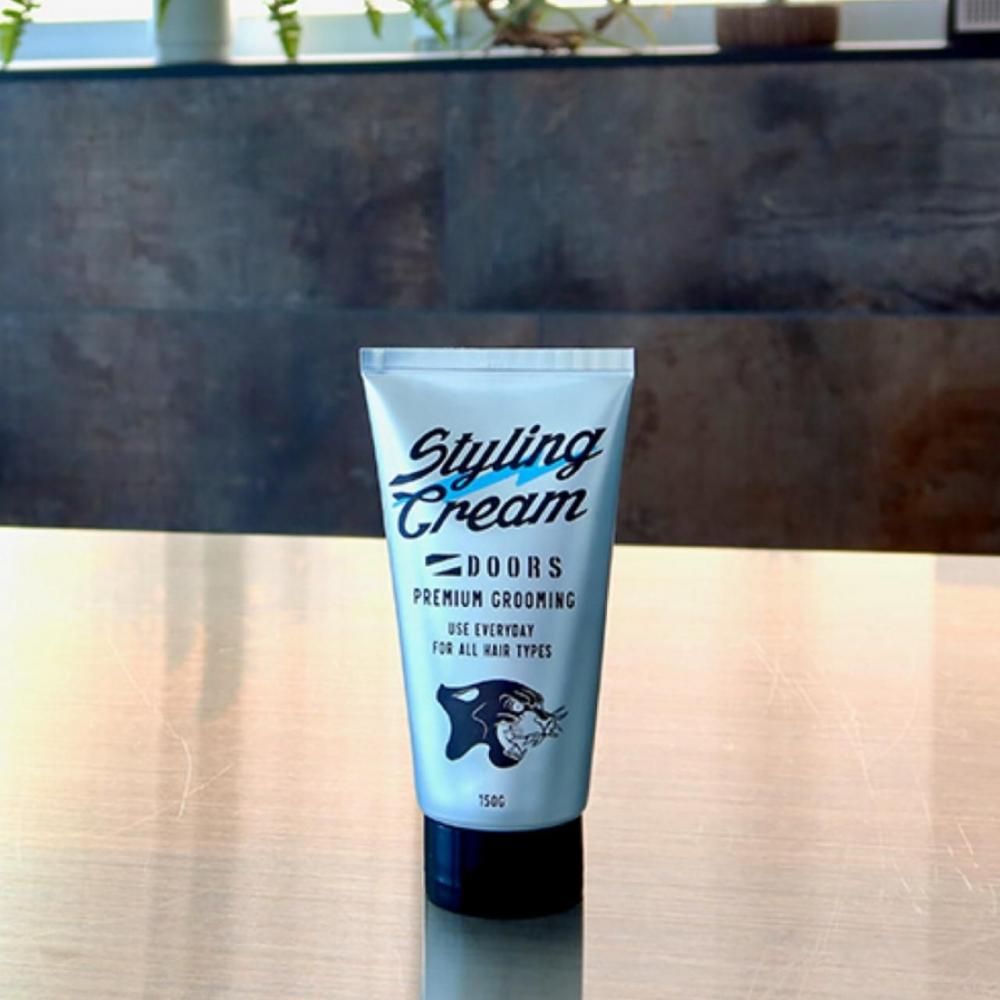 Styling
Cream
DOORS
PREMIUM GROOMING
USE EVERYDAY
FOR ALL HAIR TYPES
150G